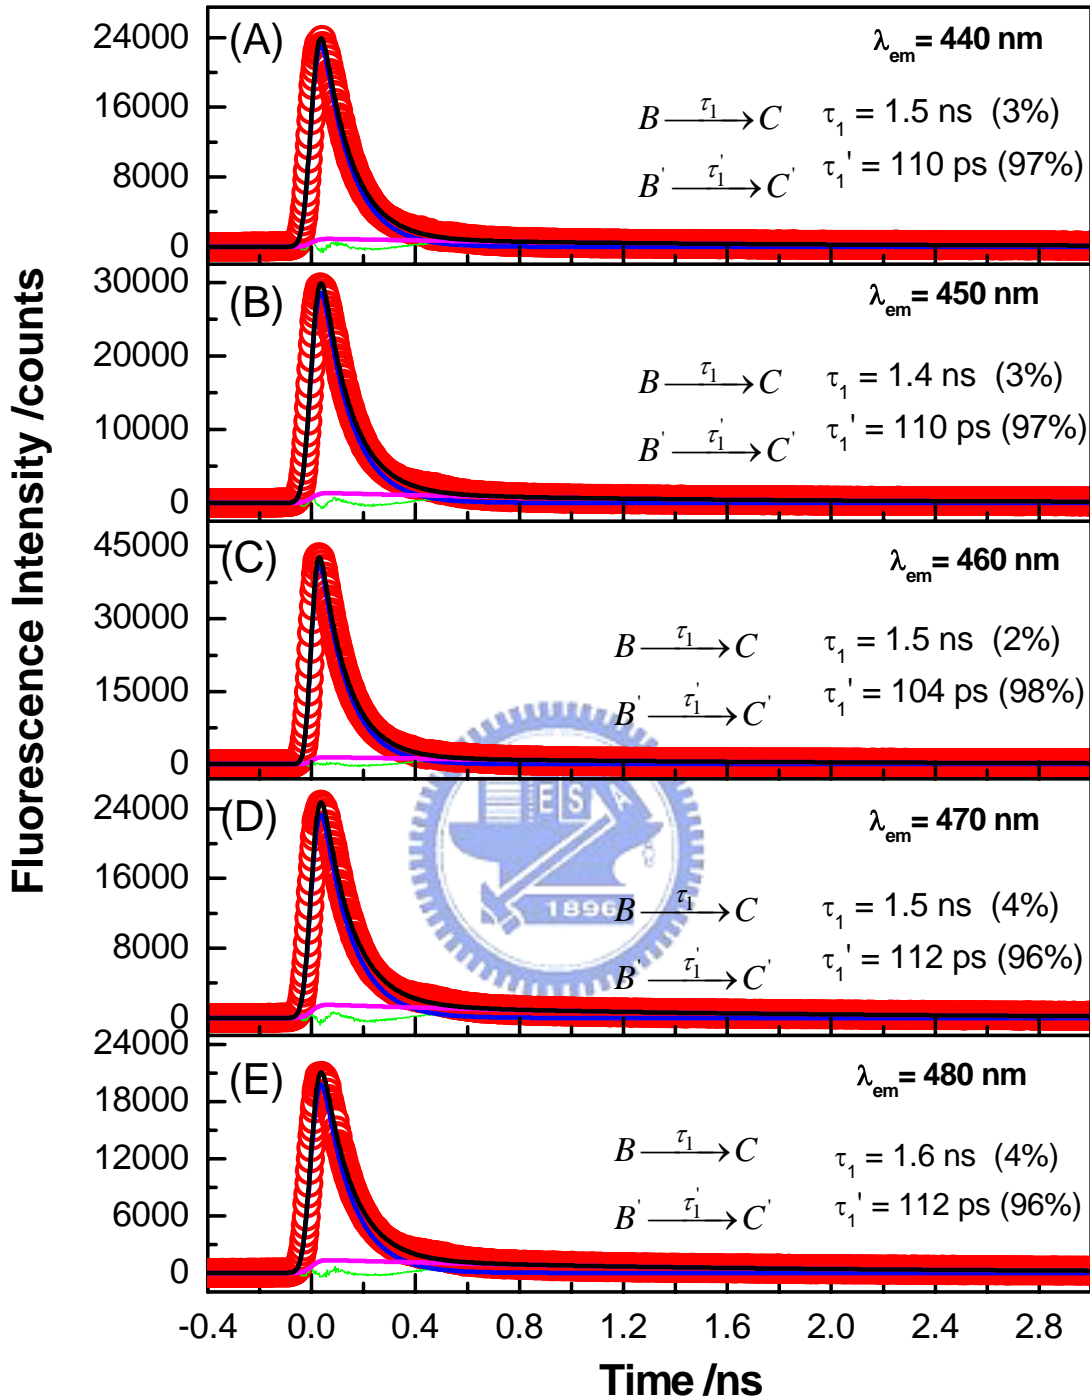 Fluorescence Intensity /counts
24000
16000
8000
0
(A)
λem= 440 nm
B —τ1→ C
τ1 = 1.5 ns (3%)
B' —τ1'→ C'
τ1' = 110 ps (97%)
30000
20000
10000
0
(B)
λem= 450 nm
B —τ1→ C
τ1 = 1.4 ns (3%)
B' —τ1'→ C'
τ1' = 110 ps (97%)
45000
30000
15000
0
(C)
λem= 460 nm
B —τ1→ C
τ1 = 1.5 ns (2%)
B' —τ1'→ C'
τ1' = 104 ps (98%)
24000
16000
8000
0
(D)
λem= 470 nm
E S A
1896
B —τ1→ C
τ1 = 1.5 ns (4%)
B' —τ1'→ C'
τ1' = 112 ps (96%)
24000
18000
12000
6000
0
(E)
λem= 480 nm
B —τ1→ C
τ1 = 1.6 ns (4%)
B' —τ1'→ C'
τ1' = 112 ps (96%)
-0.4 0.0 0.4 0.8 1.2 1.6 2.0 2.4 2.8
Time /ns